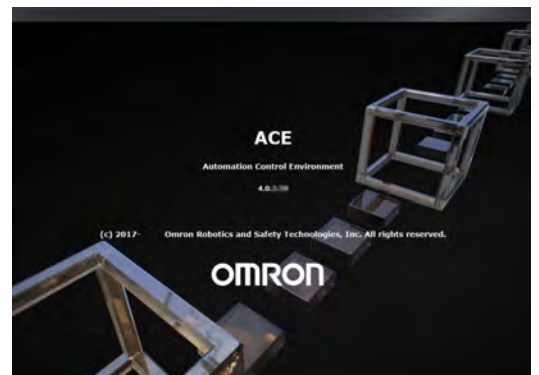 ACE
Automation Control Environment
4.0.
(c) 2017- Omron Robotics and Safety Technologies, Inc. All rights reserved.
OMRON